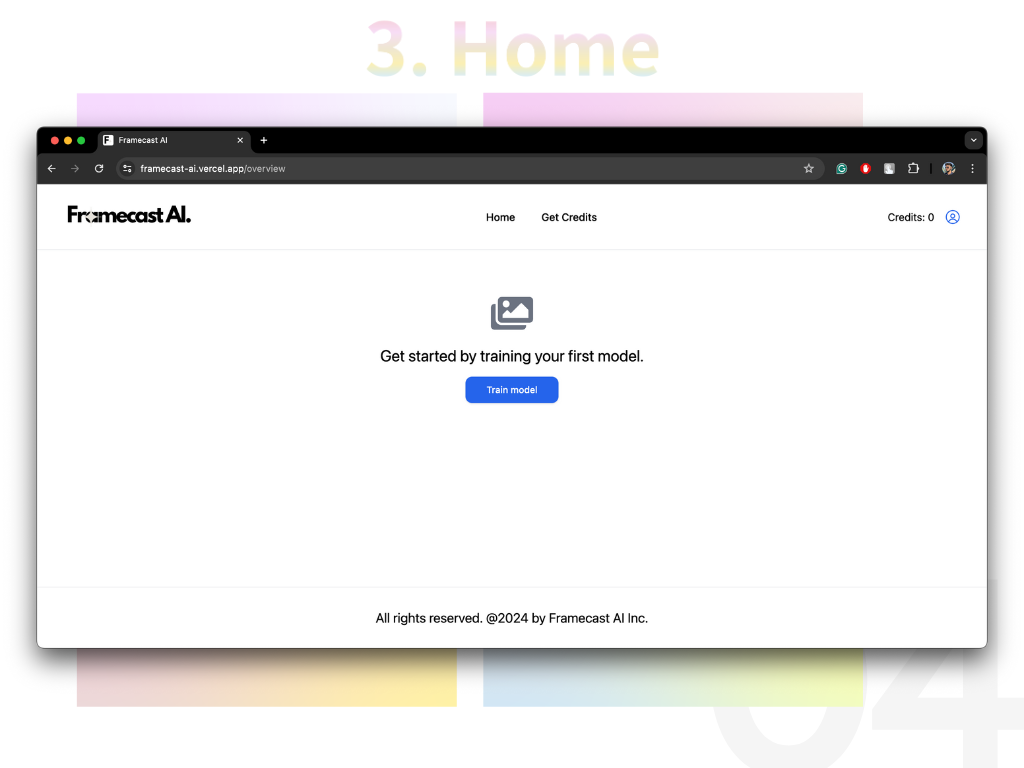 3. Home
Framecast AI
framecast-ai.vercel.app/overview
Framecast AI.
Home
Get Credits
Credits: 0
Get started by training your first model.
Train model
All rights reserved. @2024 by Framecast AI Inc.
04